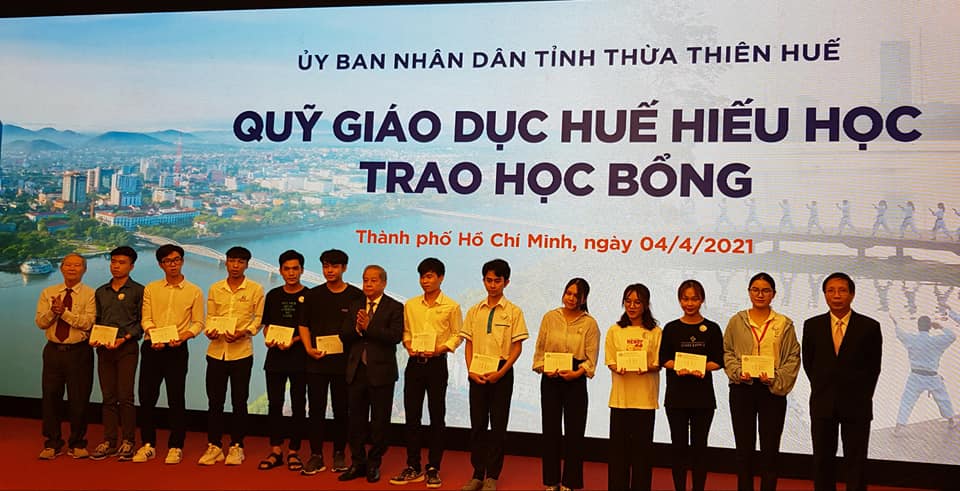 ỦY BAN NHÂN DÂN TỈNH THỪA THIÊN HUẾ
QUỸ GIÁO DỤC HUẾ HIẾU HỌC
TRAO HỌC BỔNG
Thành phố Hồ Chí Minh, ngày 04/4/2021